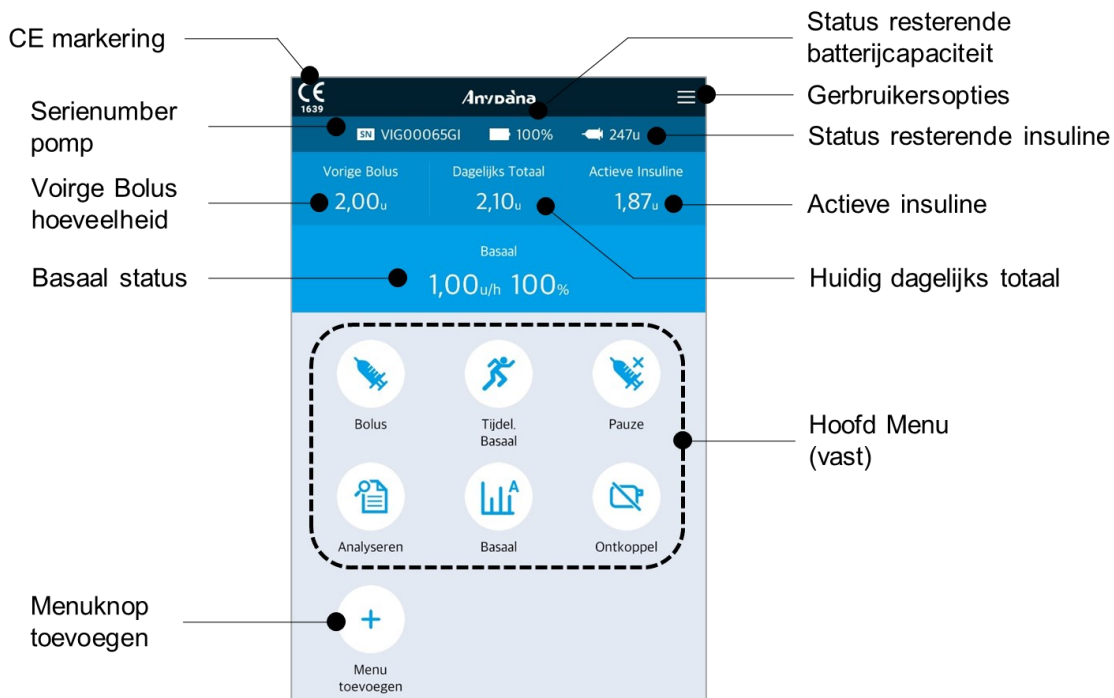 CE markering
Serienumber
pomp
Voirge Bolus
hoeveelheid
Basaal status
Menuknop
toevoegen
CE
1639
AnyDàna
SN VIG00065GI 100% 247u
Vorige Bolus Dagelijks Totaal Actieve Insuline
2,00u 2,10u 1,87u
Basaal
1,00u/h 100%
Bolus Tijdel. Pauze
Basaal
Analyseren Basaal Ontkoppel
A
Menu
toevoegen
Status resterende
batterijcapaciteit
Gerbruikersopties
Status resterende insuline
Actieve insuline
Huidig dagelijks totaal
Hoofd Menu
(vast)